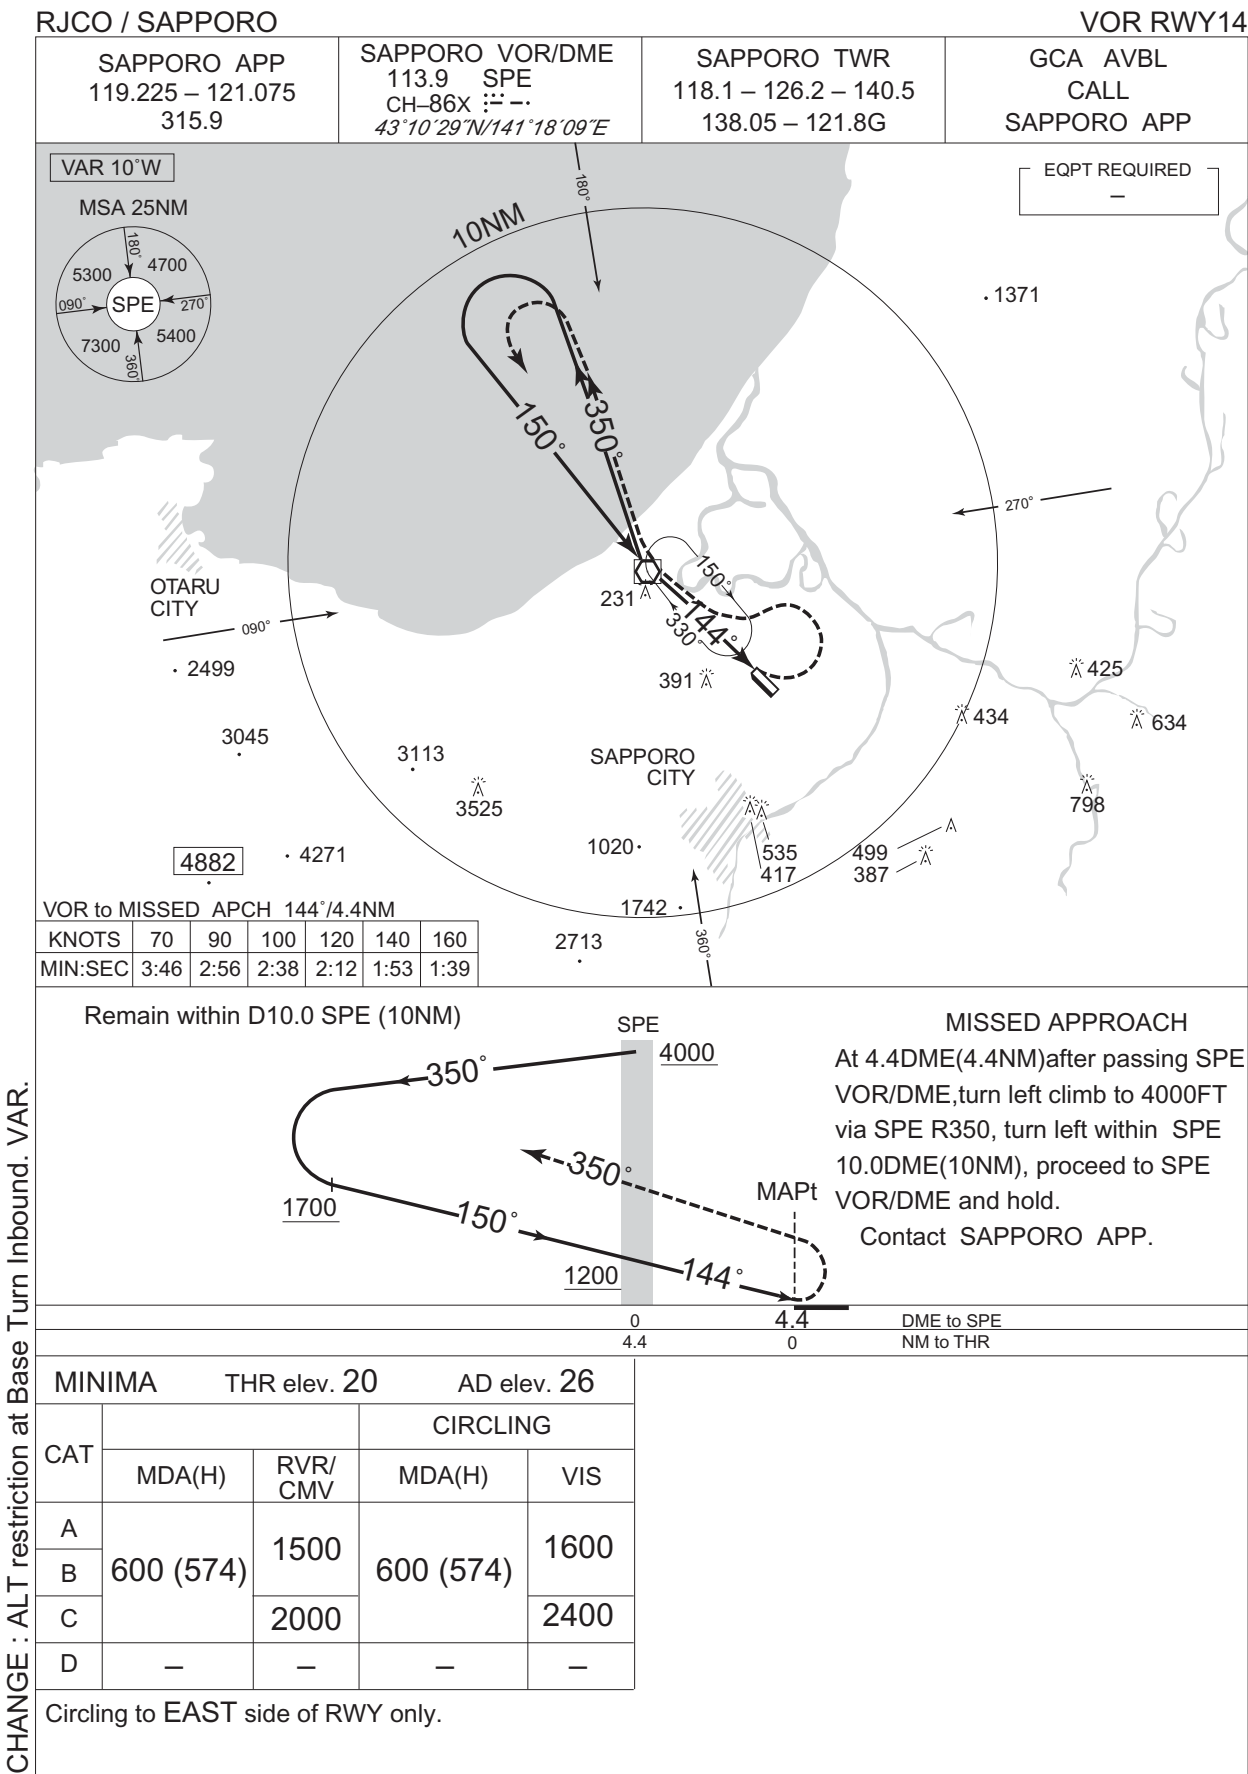 RJCO / SAPPORO
VOR RWY14
SAPPORO APP
119.225 – 121.075
315.9
SAPPORO VOR/DME
113.9 SPE
CH–86X
43°10´29˝N/141°18´09˝E
SAPPORO TWR
118.1 – 126.2 – 140.5
138.05 – 121.8G
GCA AVBL
CALL
SAPPORO APP
VAR 10°W
MSA 25NM
180°
5300
4700
090°
SPE
270°
7300
5400
360°
EQPT REQUIRED
–
180°
10NM
1371
150°
350°
270°
OTARU
CITY
090°
231
150°
330°
144°
2499
391
425
434
634
3045
3113
3525
SAPPORO
CITY
798
1020
535
417
499
387
4882
4271
1742
2713
360°
VOR to MISSED APCH 144°/4.4NM
KNOTS 70 90 100 120 140 160
MIN:SEC 3:46 2:56 2:38 2:12 1:53 1:39
Remain within D10.0 SPE (10NM)
SPE
4000
350°
350°
1700
150°
1200
144°
MAPt
MISSED APPROACH
At 4.4DME(4.4NM)after passing SPE
VOR/DME,turn left climb to 4000FT
via SPE R350, turn left within SPE
10.0DME(10NM), proceed to SPE
VOR/DME and hold.
Contact SAPPORO APP.
0 4.4 DME to SPE
4.4 0 NM to THR
MINIMA THR elev. 20 AD elev. 26
CAT
CIRCLING
MDA(H)
RVR/
CMV
MDA(H)
VIS
A
B
C
D
600 (574)
1500
2000
600 (574)
1600
2400
– – – –
Circling to EAST side of RWY only.
CHANGE : ALT restriction at Base Turn Inbound. VAR.